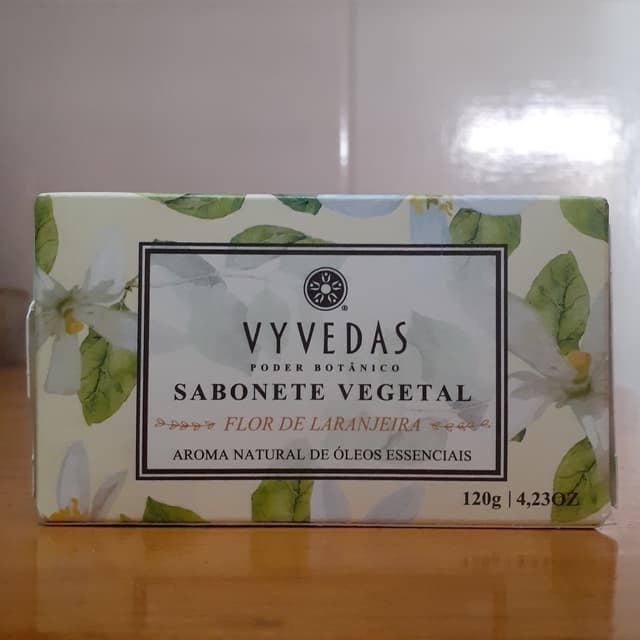 VYVEDAS
PODER BOTÂNICO
SABONETE VEGETAL
FLOR DE LARANJEIRA
AROMA NATURAL DE ÓLEOS ESSENCIAIS
120g | 4,23OZ